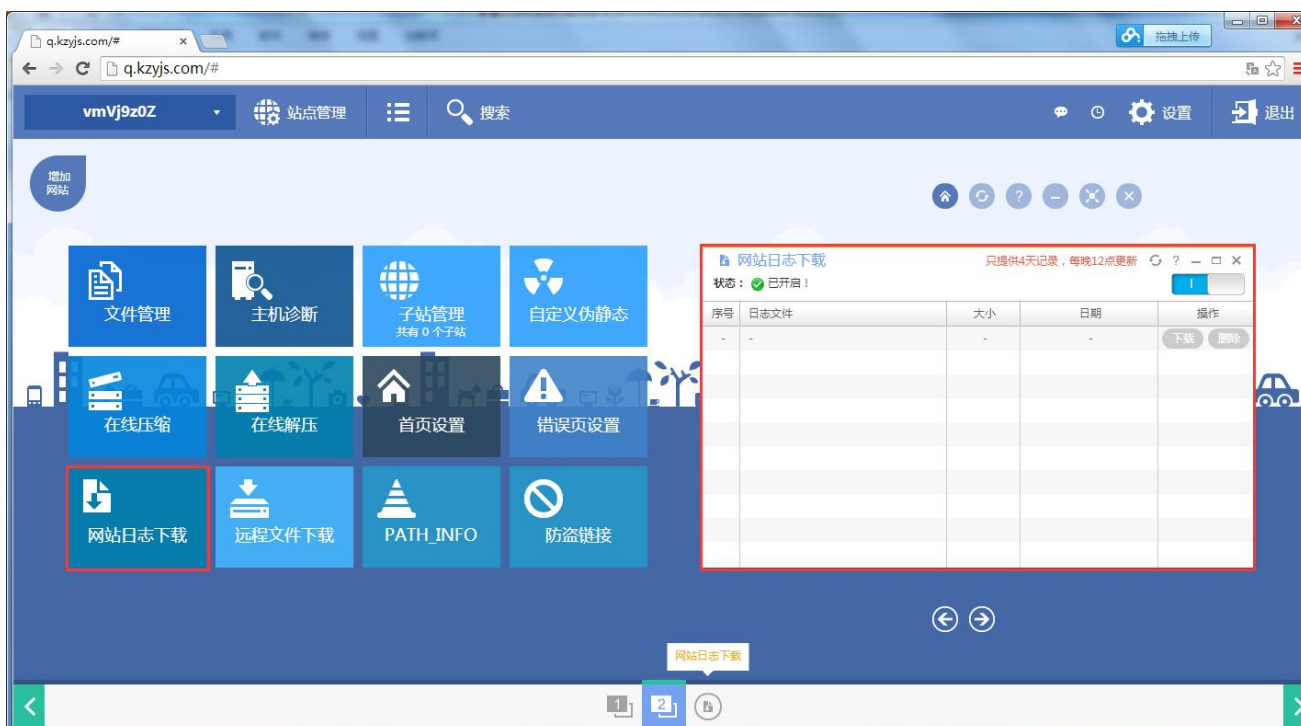 q.kzyjs.com/#
拖拽上传
q.kzyjs.com/#
vmVj9z0Z
站点管理
搜索
设置
退出
增加
网站
文件管理
主机诊断
子站管理
共有 0 个子站
自定义伪静态
在线压缩
在线解压
首页设置
错误页设置
网站日志下载
远程文件下载
PATH_INFO
防盗链接
网站日志下载
只提供4天记录，每晚12点更新
状态： 已开启！
序号 日志文件 大小 日期 操作
- - - - 下载 删除
网站日志下载
1 2